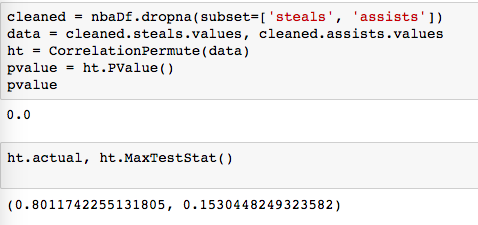 cleaned = nbaDf.dropna(subset=['steals', 'assists'])
data = cleaned.steals.values, cleaned.assists.values
ht = CorrelationPermute(data)
pvalue = ht.PValue()
pvalue
0.0
ht.actual, ht.MaxTestStat()
(0.8011742255131805, 0.1530448249323582)